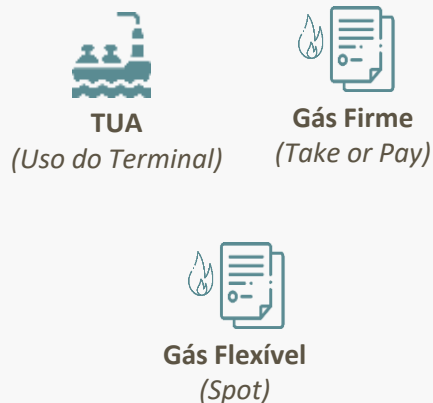 TUA
(Uso do Terminal)
Gás Firme
(Take or Pay)
Gás Flexível
(Spot)